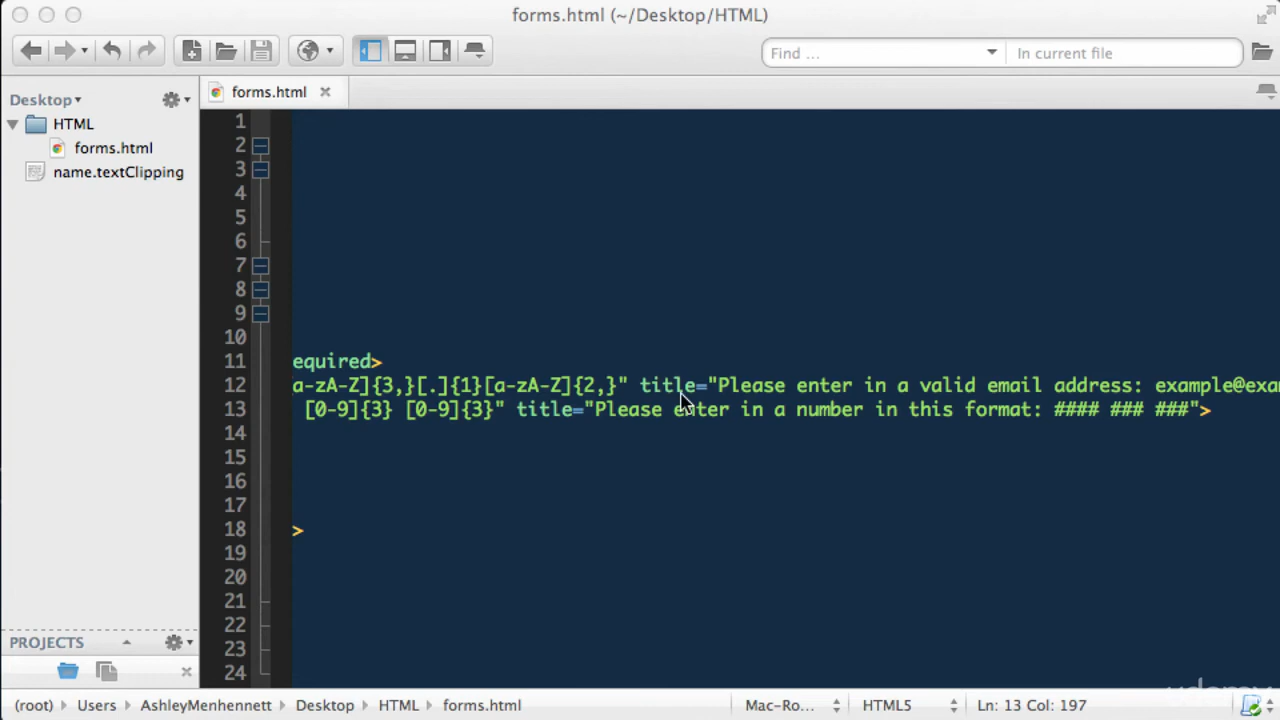 forms.html (~/Desktop/HTML)
Find ...
In current file
Desktop
forms.html
HTML
forms.html
name.textClipping
1
2
3
4
5
6
7
8
9
10
11 equired>
12 [a-zA-Z]{3,}[.]{1}[a-zA-Z]{2,}" title="Please enter in a valid email address: example@exa
13 [0-9]{3} [0-9]{3}" title="Please enter in a number in this format: #### ### ###">
14
15
16
17
18 >
19
20
21
22
23
24
PROJECTS
(root) Users AshleyMenhennett Desktop HTML forms.html Mac-Ro... HTML5 Ln: 13 Col: 197
udemy